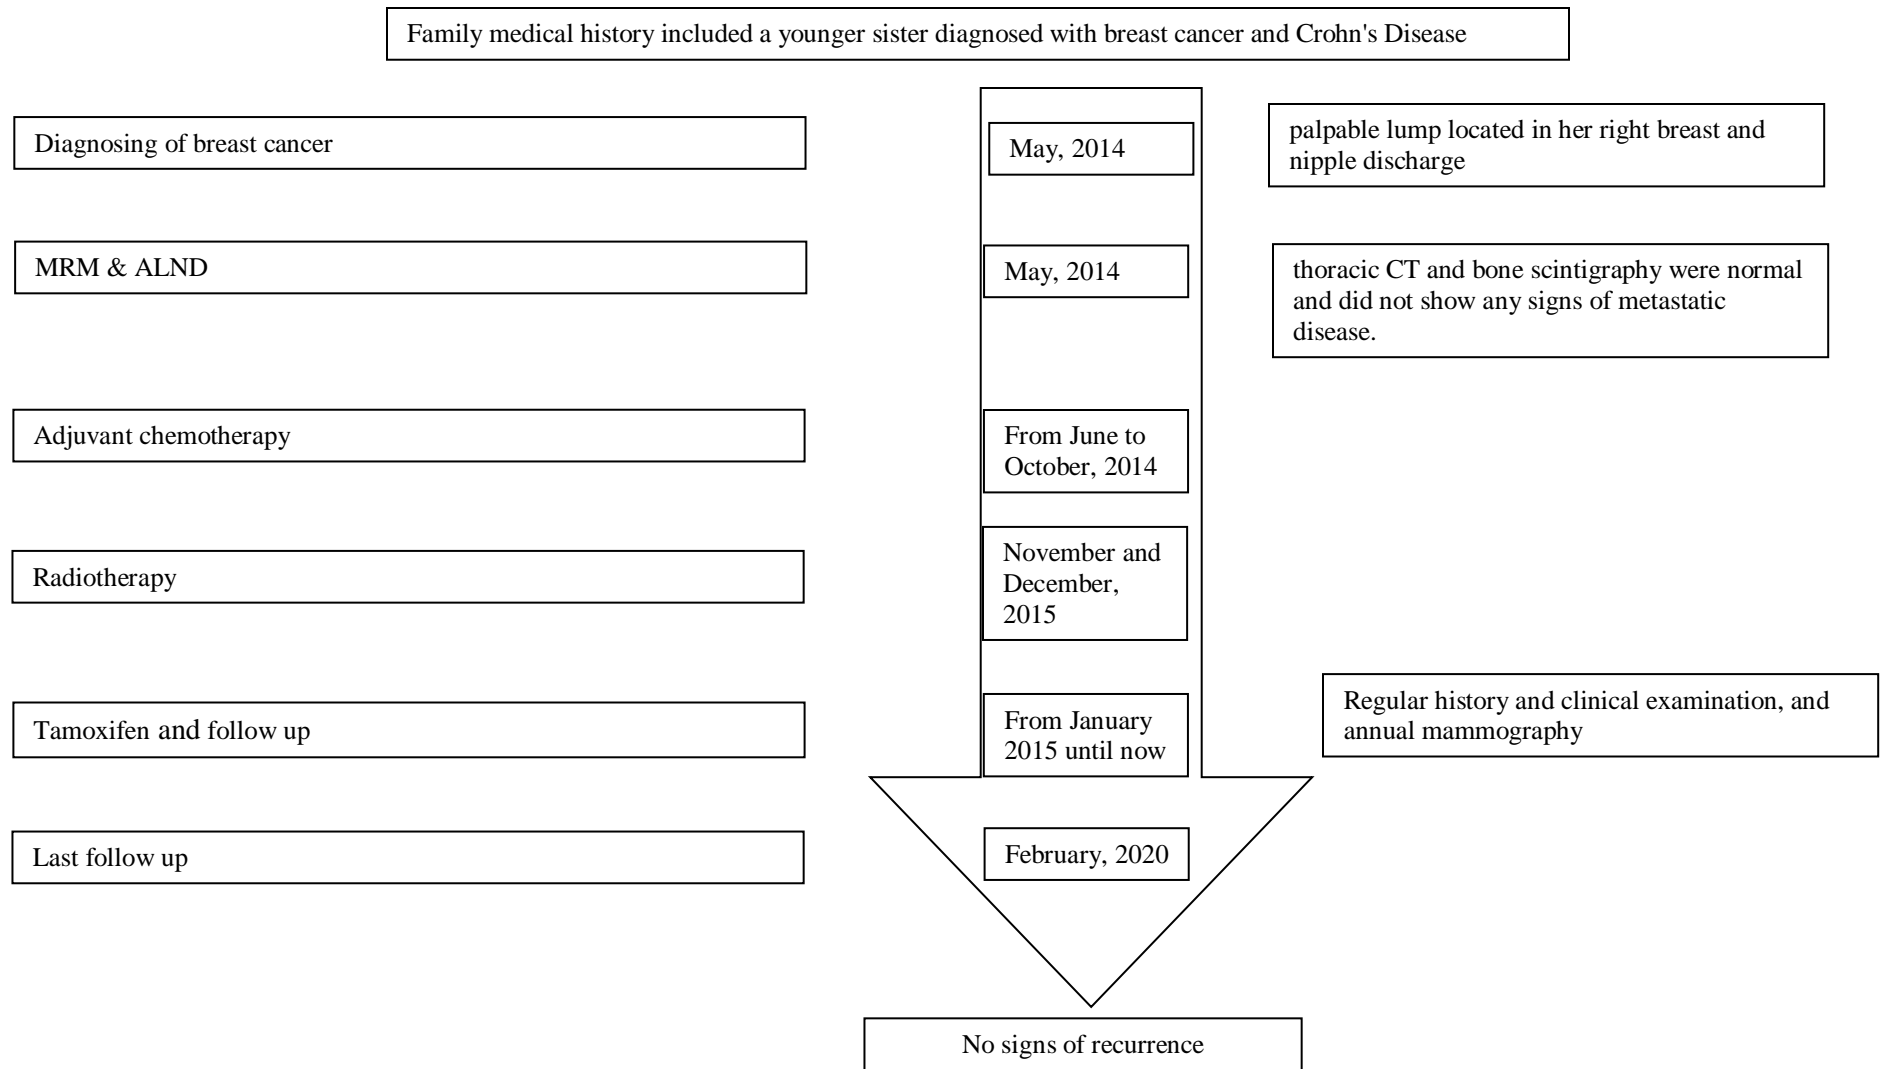 Family medical history included a younger sister diagnosed with breast cancer and Crohn's Disease
Diagnosing of breast cancer
May, 2014
palpable lump located in her right breast and
nipple discharge
MRM & ALND
May, 2014
thoracic CT and bone scintigraphy were normal
and did not show any signs of metastatic
disease.
Adjuvant chemotherapy
From June to
October, 2014
Radiotherapy
November and
December,
2015
Tamoxifen and follow up
From January
2015 until now
Regular history and clinical examination, and
annual mammography
Last follow up
February, 2020
No signs of recurrence